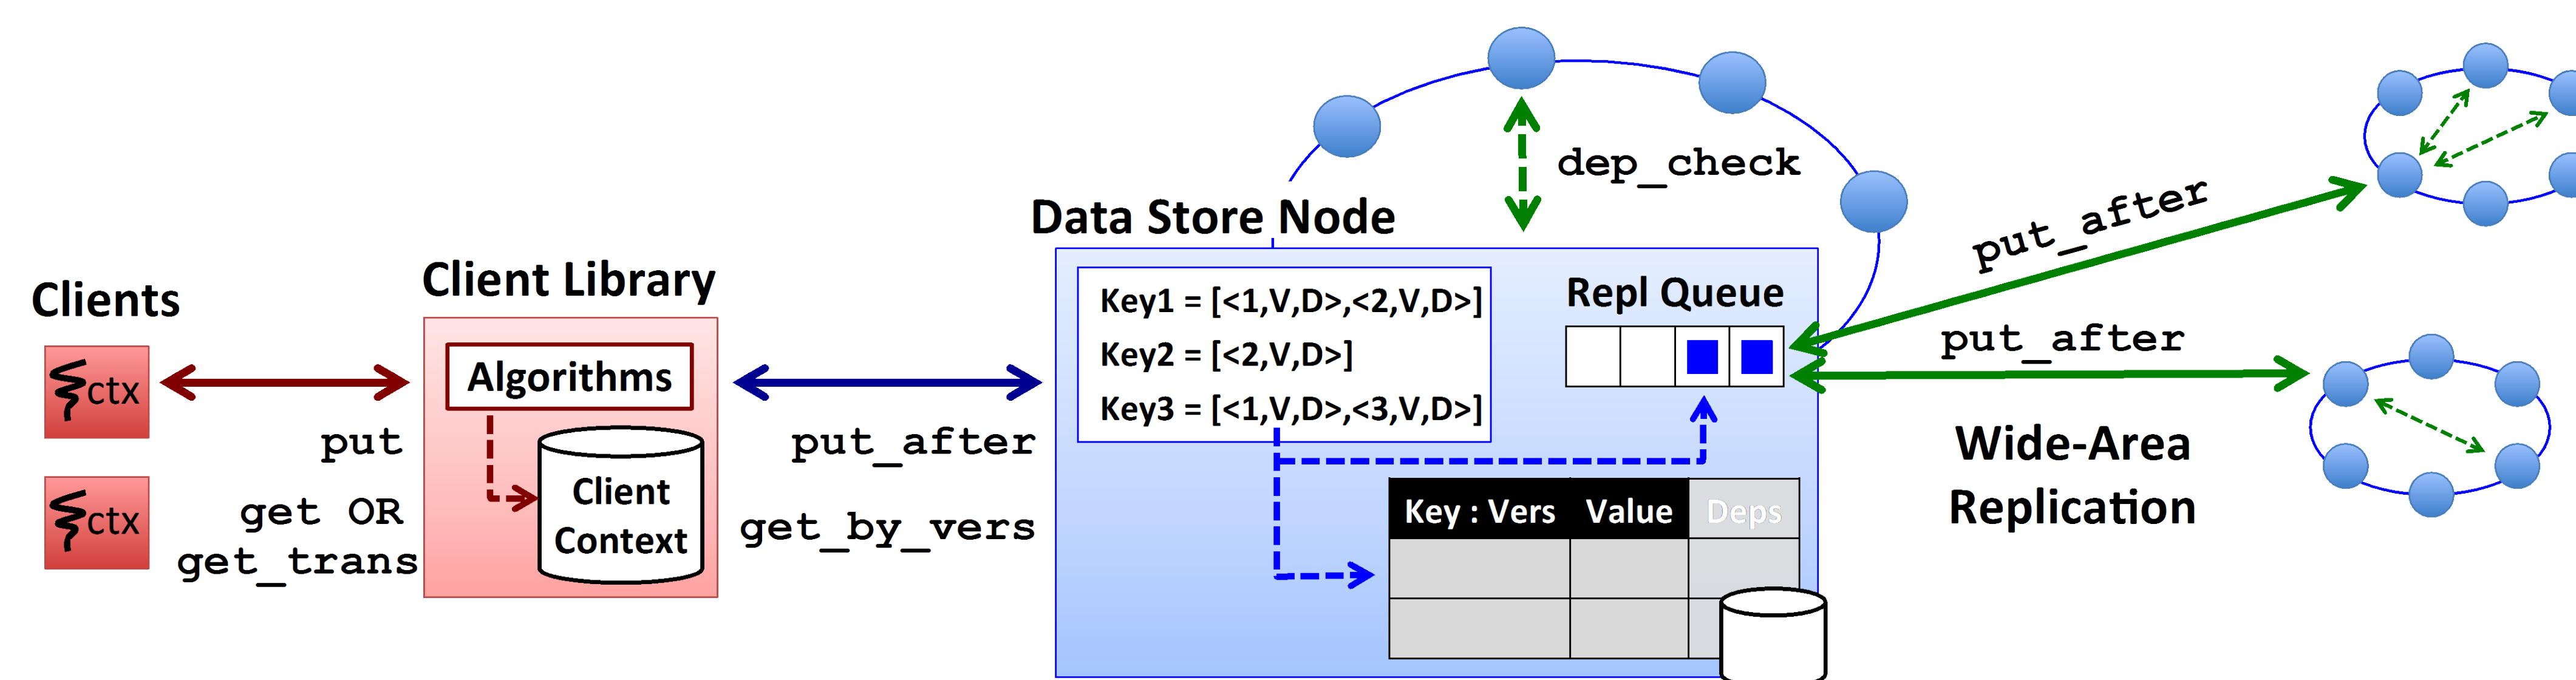 Clients
ctx
ctx
put
get OR
get_trans
Client Library
Algorithms
Client
Context
put_after
get_by_vers
Data Store Node
Key1 = [<1,V,D>,<2,V,D>]
Key2 = [<2,V,D>]
Key3 = [<1,V,D>,<3,V,D>]
Repl Queue
Key : Vers Value Deps
dep_check
put_after
put_after
Wide-Area
Replication